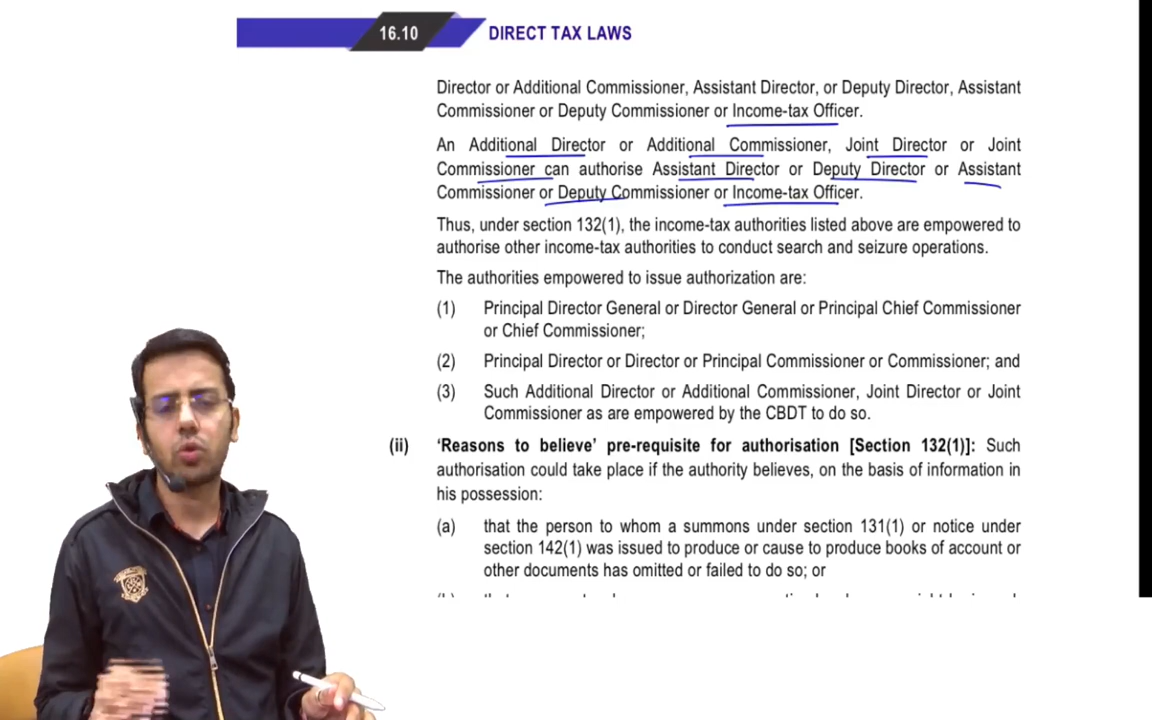 16.10 DIRECT TAX LAWS
Director or Additional Commissioner, Assistant Director, or Deputy Director, Assistant
Commissioner or Deputy Commissioner or Income-tax Officer.
An Additional Director or Additional Commissioner, Joint Director or Joint
Commissioner can authorise Assistant Director or Deputy Director or Assistant
Commissioner or Deputy Commissioner or Income-tax Officer.
Thus, under section 132(1), the income-tax authorities listed above are empowered to
authorise other income-tax authorities to conduct search and seizure operations.
The authorities empowered to issue authorization are:
(1) Principal Director General or Director General or Principal Chief Commissioner
or Chief Commissioner;
(2) Principal Director or Director or Principal Commissioner or Commissioner; and
(3) Such Additional Director or Additional Commissioner, Joint Director or Joint
Commissioner as are empowered by the CBDT to do so.
(ii) ‘Reasons to believe’ pre-requisite for authorisation [Section 132(1)]: Such
authorisation could take place if the authority believes, on the basis of information in
his possession:
(a) that the person to whom a summons under section 131(1) or notice under
section 142(1) was issued to produce or cause to produce books of account or
other documents has omitted or failed to do so; or